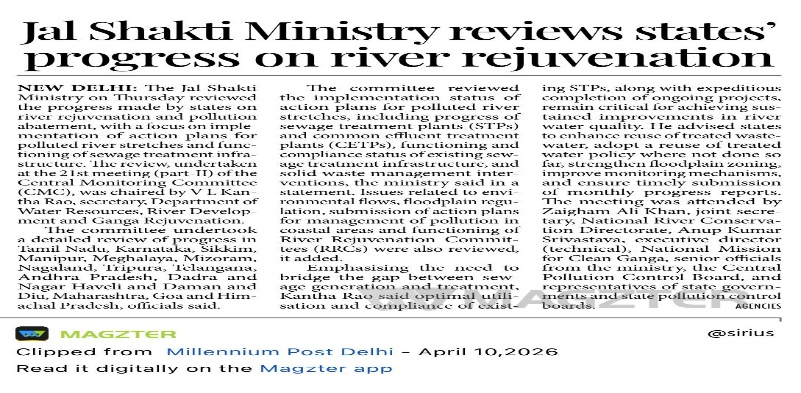 Jal Shakti Ministry reviews states’
progress on river rejuvenation
NEW DELHI: The Jal Shakti
Ministry on Thursday reviewed
the progress made by states on
river rejuvenation and pollution
abatement, with a focus on imple-
mentation of action plans for
polluted river stretches and func-
tioning of sewage treatment infra-
structure. The review, undertaken
at the 21st meeting (part-II) of the
Central Monitoring Committee
(CMC), was chaired by V L Kan-
tha Rao, secretary, Department of
Water Resources, River Develop-
ment and Ganga Rejuvenation.
The committee undertook
a detailed review of progress in
Tamil Nadu, Karnataka, Sikkim,
Manipur, Meghalaya, Mizoram,
Nagaland, Tripura, Telangana,
Andhra Pradesh, Dadra and
Nagar Haveli and Daman and
Diu, Maharashtra, Goa and Him-
achal Pradesh, officials said.
The committee reviewed
the implementation status of
action plans for polluted river
stretches, including progress of
sewage treatment plants (STPs)
and common effluent treatment
plants (CETPs), functioning and
compliance status of existing sew-
age treatment infrastructure, and
solid waste management inter-
ventions, the ministry said in a
statement. Issues related to envi-
ronmental flows, floodplain regu-
lation, submission of action plans
for management of pollution in
coastal areas and functioning of
River Rejuvenation Commit-
tees (RRCs) were also reviewed,
it added.
Emphasising the need to
bridge the gap between sew-
age generation and treatment,
Kantha Rao said optimal utili-
sation and compliance of exist-
ing STPs, along with expeditious
completion of ongoing projects,
remain critical for achieving sus-
tained improvements in river
water quality. He advised states
to enhance reuse of treated waste-
water, adopt a reuse of treated
water policy where not done so
far, strengthen floodplain zoning,
improve monitoring mechanisms,
and ensure timely submission
of monthly progress reports.
The meeting was attended by
Zaigham Ali Khan, joint secre-
tary, National River Conserva-
tion Directorate, Anup Kumar
Srivastava, executive director
(technical), National Mission
for Clean Ganga, senior officials
from the ministry, the Central
Pollution Control Board, and
representatives of state govern-
ments and state pollution control
boards. AGENCIES
MAGZTER
MAGZTER
@sirius
Clipped from Millennium Post Delhi - April 10,2026
Read it digitally on the Magzter app